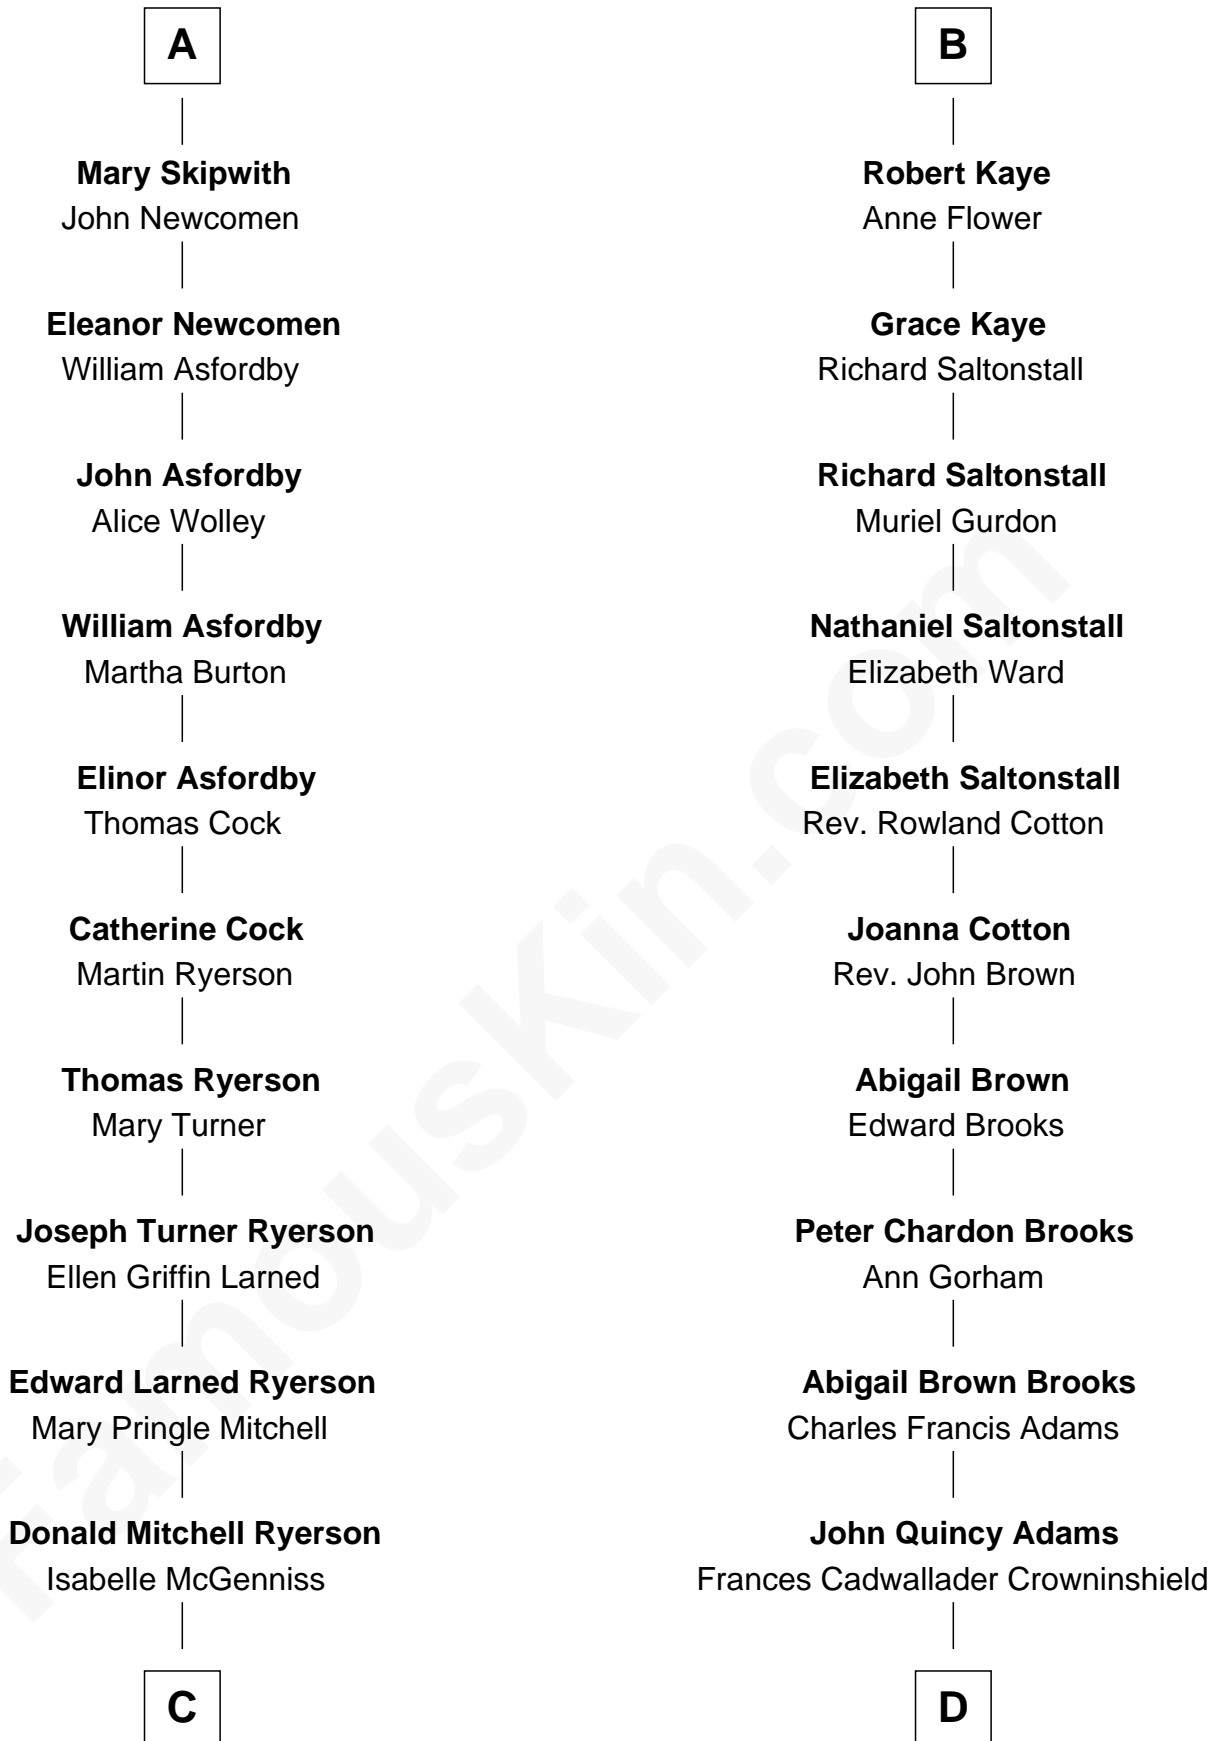 A
Mary Skipwith
John Newcomen
Eleanor Newcomen
William Asfordby
John Asfordby
Alice Wolley
William Asfordby
Martha Burton
Elinor Asfordby
Thomas Cock
Catherine Cock
Martin Ryerson
Thomas Ryerson
Mary Turner
Joseph Turner Ryerson
Ellen Griffin Larned
Edward Larned Ryerson
Mary Pringle Mitchell
Donald Mitchell Ryerson
Isabelle McGenniss
C
B
Robert Kaye
Anne Flower
Grace Kaye
Richard Saltonstall
Richard Saltonstall
Muriel Gurdon
Nathaniel Saltonstall
Elizabeth Ward
Elizabeth Saltonstall
Rev. Rowland Cotton
Joanna Cotton
Rev. John Brown
Abigail Brown
Edward Brooks
Peter Chardon Brooks
Ann Gorham
Abigail Brown Brooks
Charles Francis Adams
John Quincy Adams
Frances Cadwallader Crowninshield
D
FamousKin.com